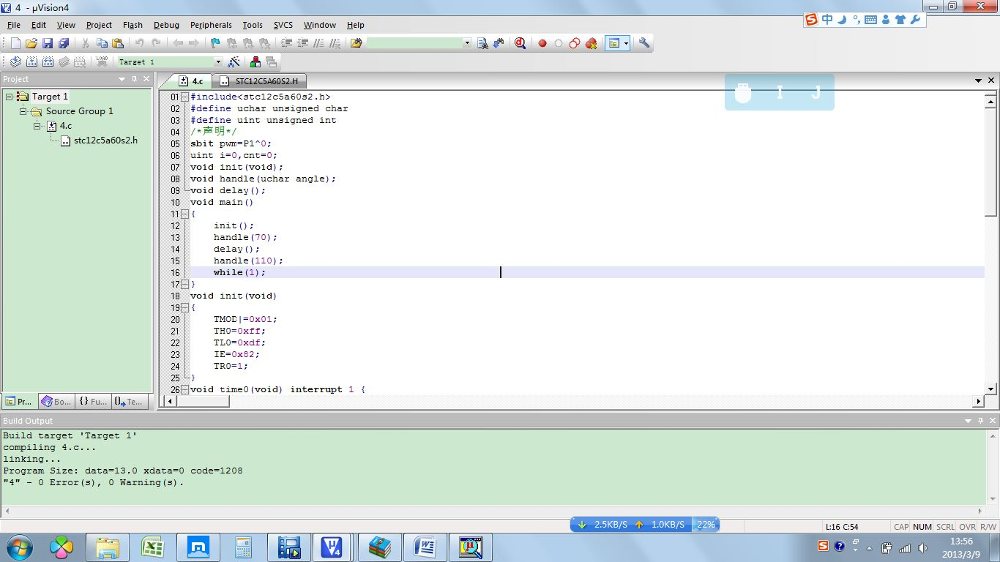 4 - µVision4
File Edit View Project Flash Debug Peripherals Tools SVCS Window Help
中
Target 1
LOAD
Project
4.c STC12C5A60S2.H
I J
Target 1
Source Group 1
4.c
stc12c5a60s2.h
01 #include<stc12c5a60s2.h>
02 #define uchar unsigned char
03 #define uint unsigned int
04 /*声明*/
05 sbit pwm=P1^0;
06 uint i=0,cnt=0;
07 void init(void);
08 void handle(uchar angle);
09 void delay();
10 void main()
11 {
12 init();
13 handle(70);
14 delay();
15 handle(110);
16 while(1);
17 }
18 void init(void)
19 {
20 TMOD|=0x01;
21 TH0=0xff;
22 TL0=0xdf;
23 IE=0x82;
24 TR0=1;
25 }
26 void time0(void) interrupt 1 {
Pr... Bo... {} Fu... Te...
Build Output
Build target 'Target 1'
compiling 4.c...
linking...
Program Size: data=13.0 xdata=0 code=1208
"4" - 0 Error(s), 0 Warning(s).
2.5KB/S 1.0KB/S 22%
L:16 C:54 CAP NUM SCRL OVR R/W
13:56
2013/3/9